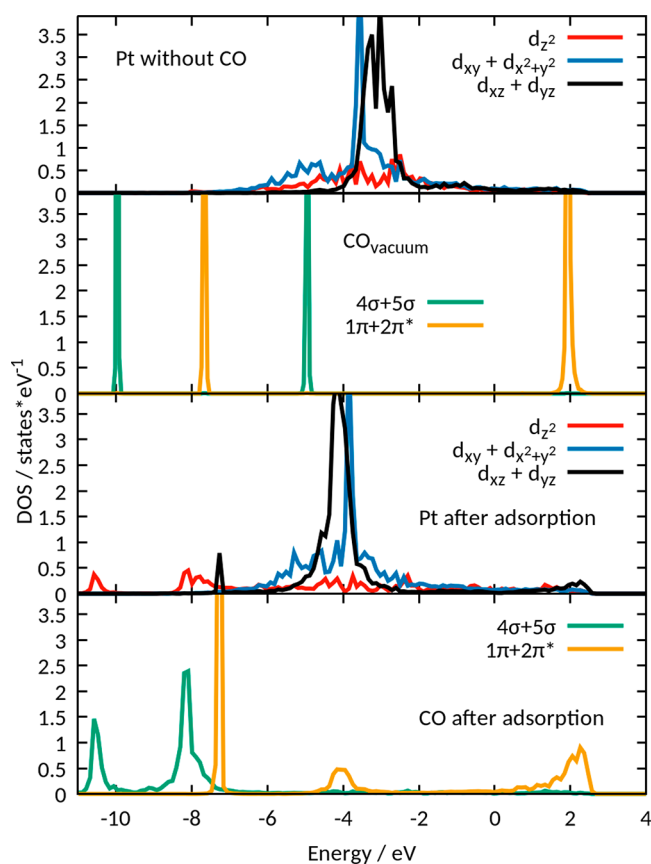 3.5
3
2.5
2
1.5
1
0.5
0
Pt without CO
d_z²
d_xy + d_x²+y²
d_xz + d_yz
3.5
3
2.5
2
1.5
1
0.5
0
CO_vacuum
4σ+5σ
1π+2π*
DOS / states*eV⁻¹
3.5
3
2.5
2
1.5
1
0.5
0
d_z²
d_xy + d_x²+y²
d_xz + d_yz
Pt after adsorption
3.5
3
2.5
2
1.5
1
0.5
0
4σ+5σ
1π+2π*
CO after adsorption
-10 -8 -6 -4 -2 0 2 4
Energy / eV